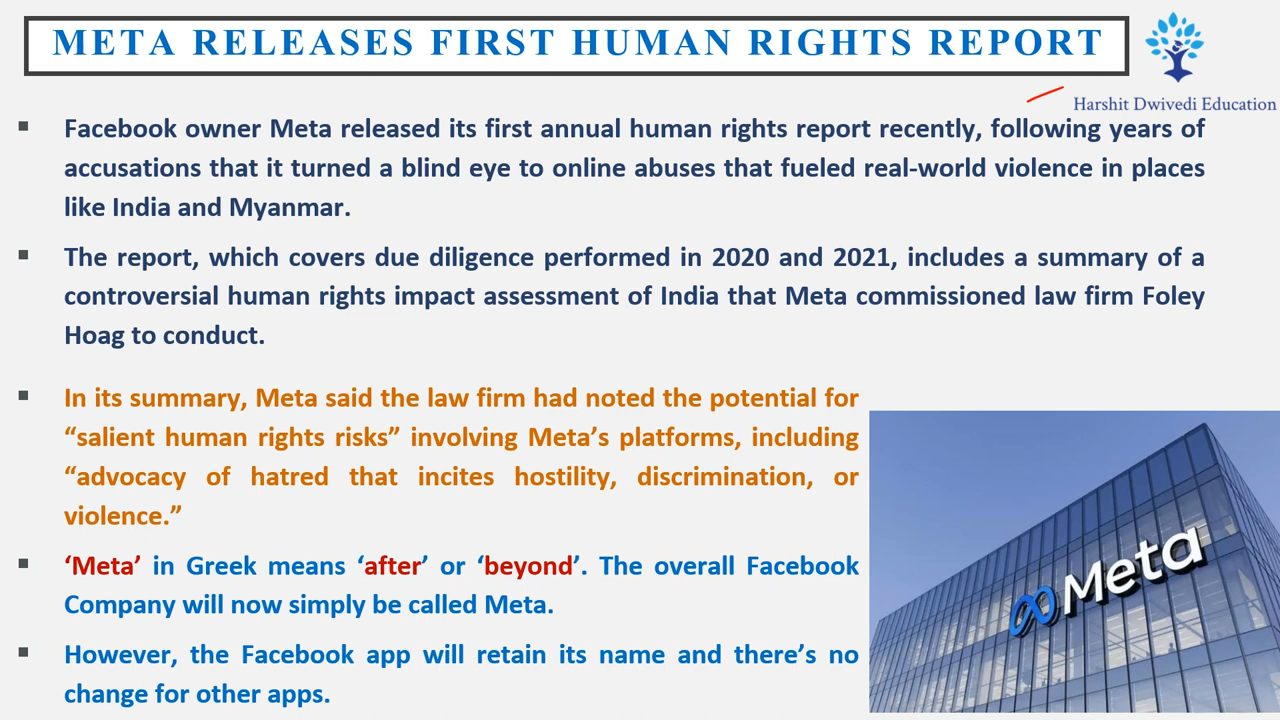 META RELEASES FIRST HUMAN RIGHTS REPORT
Harshit Dwivedi Education
▪ Facebook owner Meta released its first annual human rights report recently, following years of
accusations that it turned a blind eye to online abuses that fueled real-world violence in places
like India and Myanmar.
▪ The report, which covers due diligence performed in 2020 and 2021, includes a summary of a
controversial human rights impact assessment of India that Meta commissioned law firm Foley
Hoag to conduct.
▪ In its summary, Meta said the law firm had noted the potential for
“salient human rights risks” involving Meta’s platforms, including
“advocacy of hatred that incites hostility, discrimination, or
violence.”
▪ ‘Meta’ in Greek means ‘after’ or ‘beyond’. The overall Facebook
Company will now simply be called Meta.
▪ However, the Facebook app will retain its name and there’s no
change for other apps.
Meta